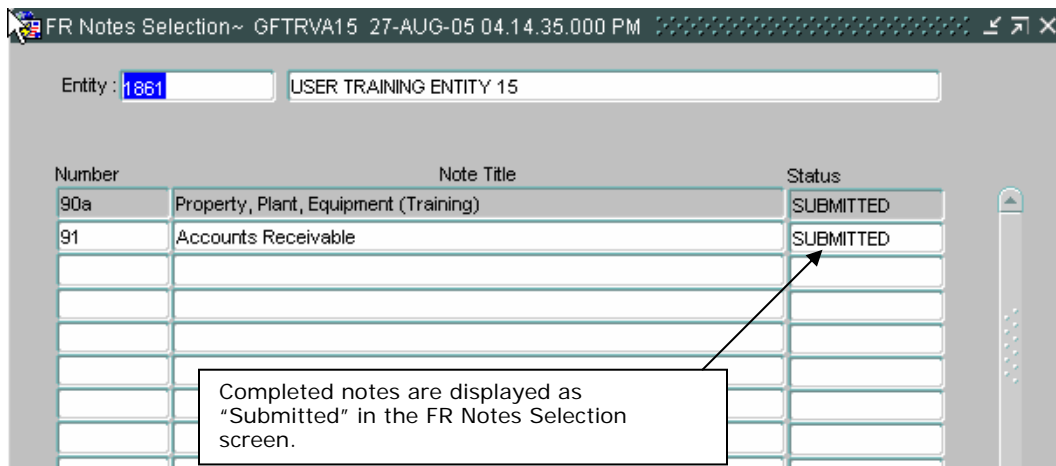 FR Notes Selection~ GFTRVA15 27-AUG-05 04.14.35.000 PM
Entity : 1861 USER TRAINING ENTITY 15
Number Note Title Status
90a Property, Plant, Equipment (Training) SUBMITTED
91 Accounts Receivable SUBMITTED
Completed notes are displayed as
“Submitted” in the FR Notes Selection
screen.